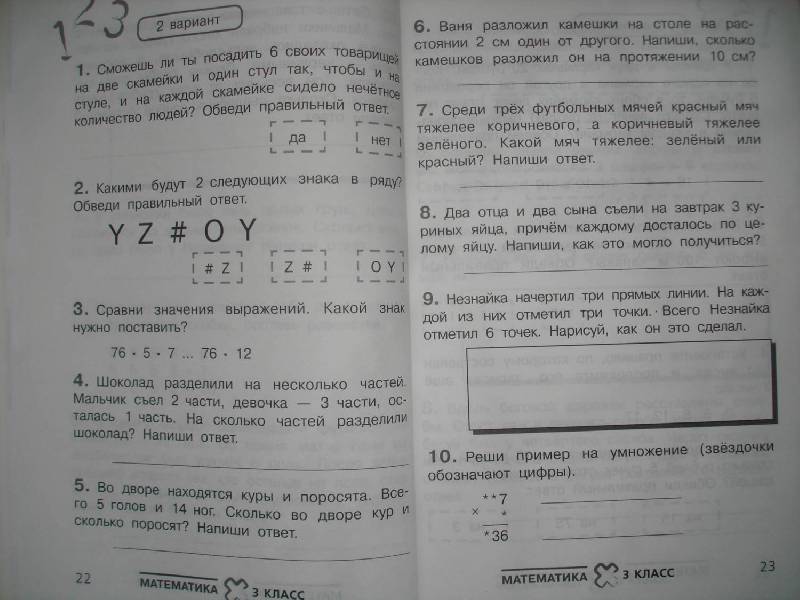 123
2 вариант
1. Сможешь ли ты посадить 6 своих товарищей
на две скамейки и один стул так, чтобы и на
стуле, и на каждой скамейке сидело нечётное
количество людей? Обведи правильный ответ.
да нет
2. Какими будут 2 следующих знака в ряду?
Обведи правильный ответ.
Y Z # O Y
# Z Z # O Y
3. Сравни значения выражений. Какой знак
нужно поставить?
76 · 5 · 7 ... 76 · 12
4. Шоколад разделили на несколько частей.
Мальчик съел 2 части, девочка — 3 части, ос-
талась 1 часть. На сколько частей разделили
шоколад? Напиши ответ.
5. Во дворе находятся куры и поросята. Все-
го 5 голов и 14 ног. Сколько во дворе кур и
сколько поросят? Напиши ответ.
22 МАТЕМАТИКА 3 КЛАСС
6. Ваня разложил камешки на столе на рас-
стоянии 2 см один от другого. Напиши, сколько
камешков разложил он на протяжении 10 см?
7. Среди трёх футбольных мячей красный мяч
тяжелее коричневого, а коричневый тяжелее
зелёного. Какой мяч тяжелее: зелёный или
красный? Напиши ответ.
8. Два отца и два сына съели на завтрак 3 ку-
риных яйца, причём каждому досталось по це-
лому яйцу. Напиши, как это могло получиться?
9. Незнайка начертил три прямых линии. На каж-
дой из них отметил три точки. Всего Незнайка
отметил 6 точек. Нарисуй, как он это сделал.
10. Реши пример на умножение (звёздочки
обозначают цифры).
**7
× *
*36
МАТЕМАТИКА 3 КЛАСС 23